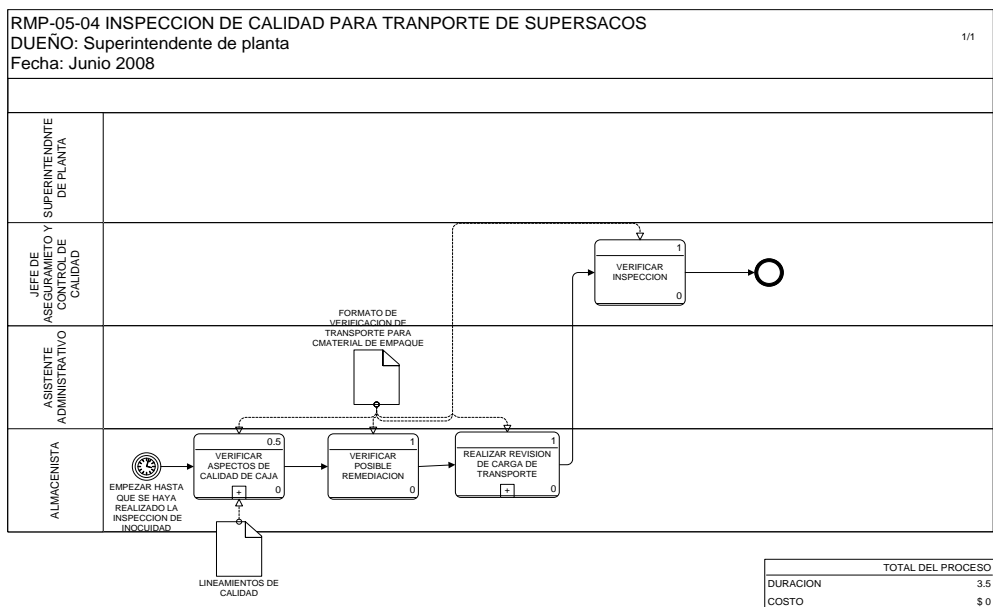 RMP-05-04 INSPECCION DE CALIDAD PARA TRANPORTE DE SUPERSACOS
DUEÑO: Superintendente de planta
Fecha: Junio 2008
1/1
SUPERINTENDNTE
DE PLANTA
JEFE DE
ASEGURAMIETO Y
CONTROL DE
CALIDAD
1
VERIFICAR
INSPECCION
0
FORMATO DE
VERIFICACION DE
TRANSPORTE PARA
CMATERIAL DE EMPAQUE
ASISTENTE
ADMINISTRATIVO
ALMACENISTA
EMPEZAR HASTA
QUE SE HAYA
REALIZADO LA
INSPECCION DE
INOCUIDAD
0.5
VERIFICAR
ASPECTOS DE
CALIDAD DE CAJA
+
0
1
VERIFICAR
POSIBLE
REMEDIACION
0
1
REALIZAR REVISION
DE CARGA DE
TRANSPORTE
+
0
LINEAMIENTOS DE
CALIDAD
TOTAL DEL PROCESO
DURACION 3.5
COSTO $ 0